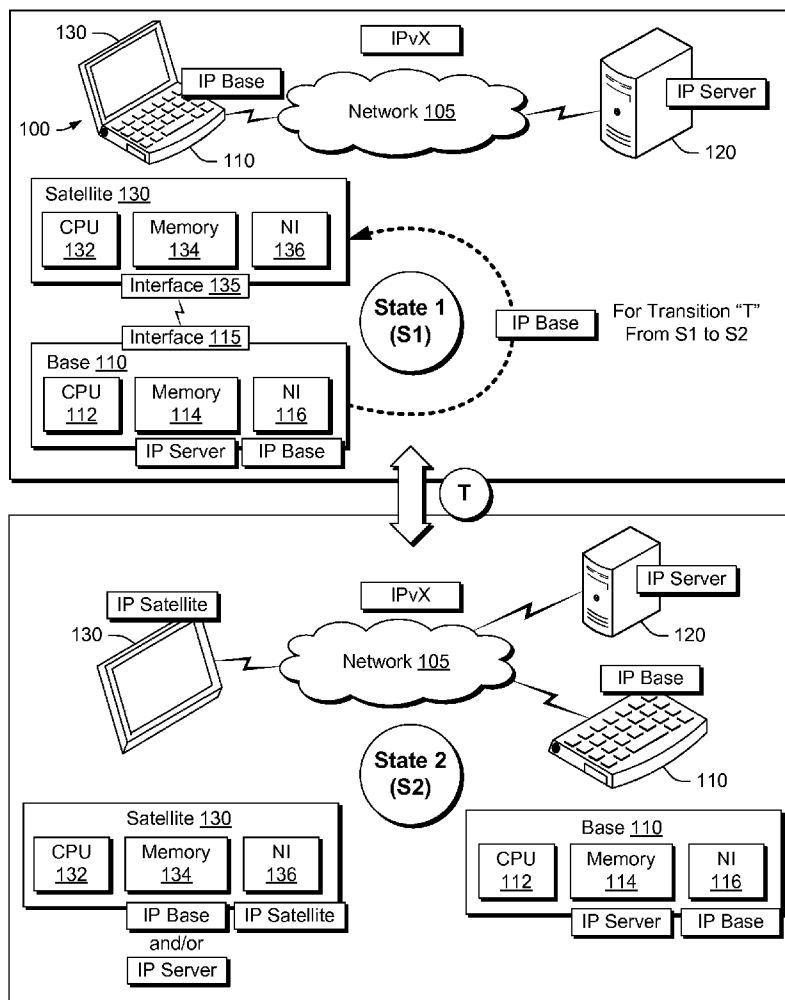 130
IPvX
IP Base
IP Server
Network 105
100
110
120
Satellite 130
CPU
132
Memory
134
NI
136
Interface 135
State 1
(S1)
IP Base
For Transition "T"
From S1 to S2
Interface 115
Base 110
CPU
112
Memory
114
NI
116
IP Server
IP Base
T
IPvX
IP Server
IP Satellite
130
120
Network 105
IP Base
State 2
(S2)
110
Satellite 130
CPU
132
Memory
134
NI
136
IP Base
IP Satellite
and/or
IP Server
Base 110
CPU
112
Memory
114
NI
116
IP Server
IP Base